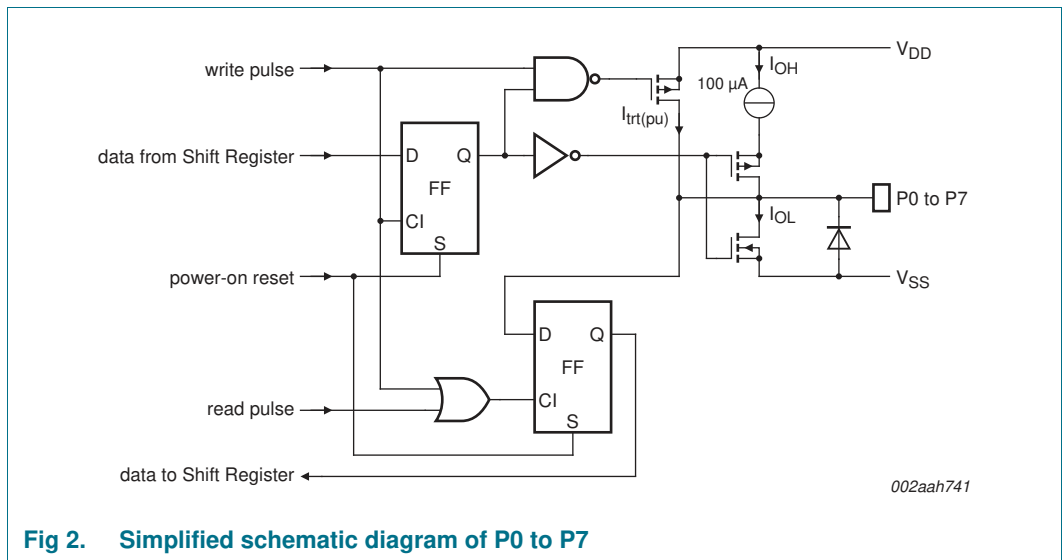 write pulse
data from Shift Register
power-on reset
read pulse
data to Shift Register
D
Q
FF
CI
S
D
Q
FF
CI
S
I_trt(pu)
100 μA
I_OH
I_OL
V_DD
P0 to P7
V_SS
002aah741
Fig 2. Simplified schematic diagram of P0 to P7